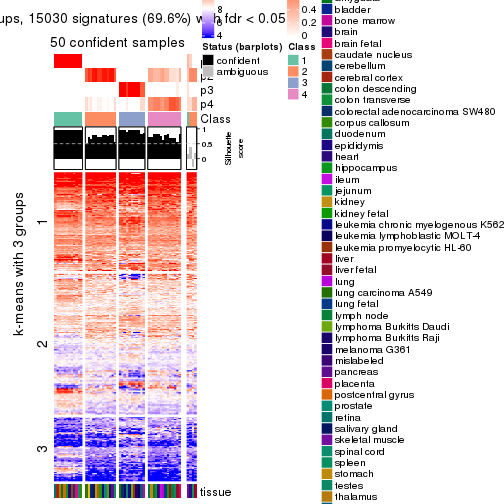 ups, 15030 signatures (69.6%) with fdr < 0.05
50 confident samples
p3
p4
Class
1
0.5
0
Silhouette
score
k-means with 3 groups
1
2
3
tissue
8
6
4
0.4
0.2
0
Status (barplots)
confident
ambiguous
Class
1
2
3
4
bladder
bone marrow
brain
brain fetal
caudate nucleus
cerebellum
cerebral cortex
colon descending
colon transverse
colorectal adenocarcinoma SW480
corpus callosum
duodenum
epididymis
heart
hippocampus
ileum
jejunum
kidney
kidney fetal
leukemia chronic myelogenous K562
leukemia lymphoblastic MOLT-4
leukemia promyelocytic HL-60
liver
liver fetal
lung
lung carcinoma A549
lung fetal
lymph node
lymphoma Burkitts Daudi
lymphoma Burkitts Raji
melanoma G361
mislabeled
pancreas
placenta
postcentral gyrus
prostate
retina
salivary gland
skeletal muscle
spinal cord
spleen
stomach
testes
thalamus